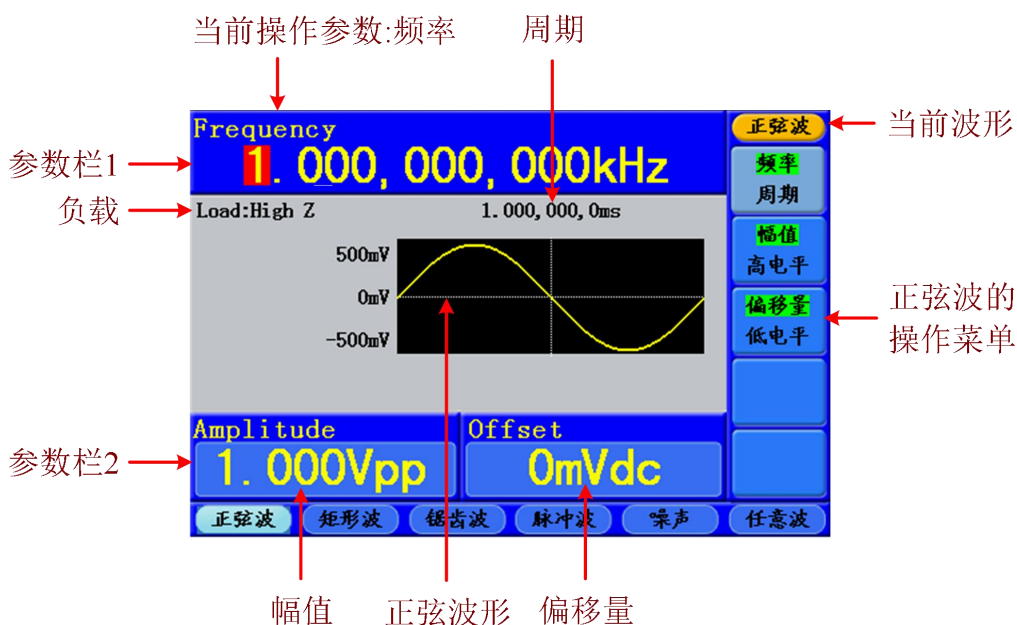 当前操作参数:频率
周期
Frequency
1.000,000,000kHz
正弦波
当前波形
参数栏1
频率
周期
负载
Load:High Z
1.000,000,0ms
幅值
高电平
500mV
0mV
-500mV
偏移量
低电平
正弦波的
操作菜单
Amplitude
Offset
参数栏2
1.000Vpp
0mVdc
正弦波
矩形波
锯齿波
脉冲波
噪声
任意波
幅值
正弦波形
偏移量